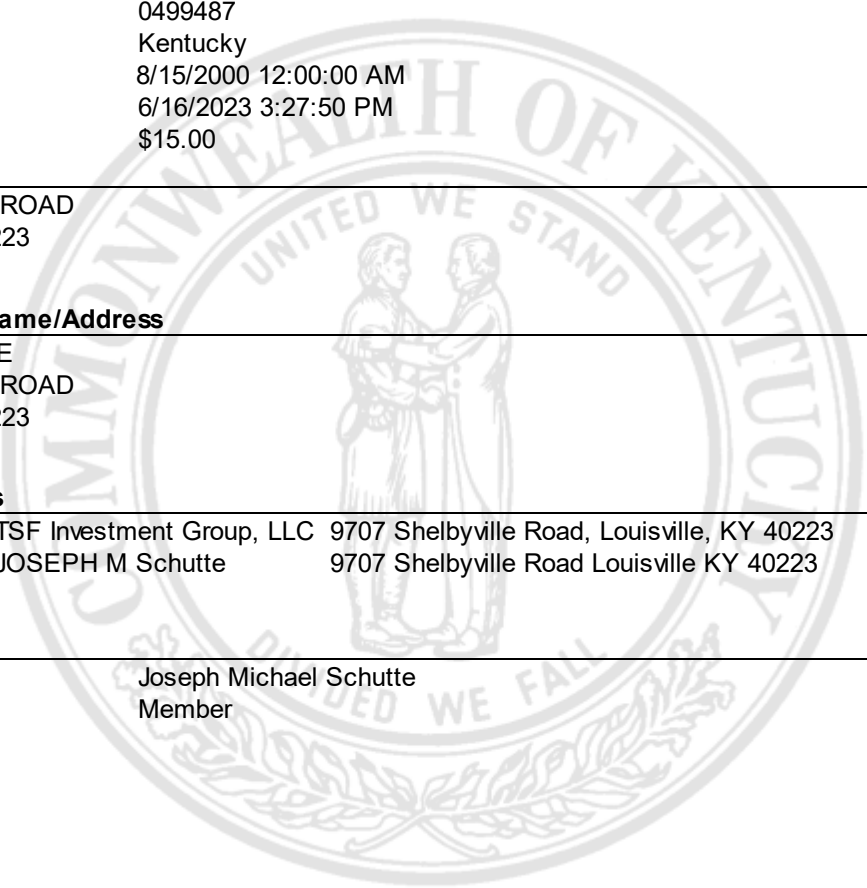 0499487
Kentucky
8/15/2000 12:00:00 AM
6/16/2023 3:27:50 PM
$15.00
ROAD
223
ame/Address
E
ROAD
223
s
TSF Investment Group, LLC 9707 Shelbyville Road, Louisville, KY 40223
JOSEPH M Schutte 9707 Shelbyville Road Louisville KY 40223
Joseph Michael Schutte
Member
COMMONWEALTH OF KENTUCKY
UNITED WE STAND
DIVIDED WE FALL